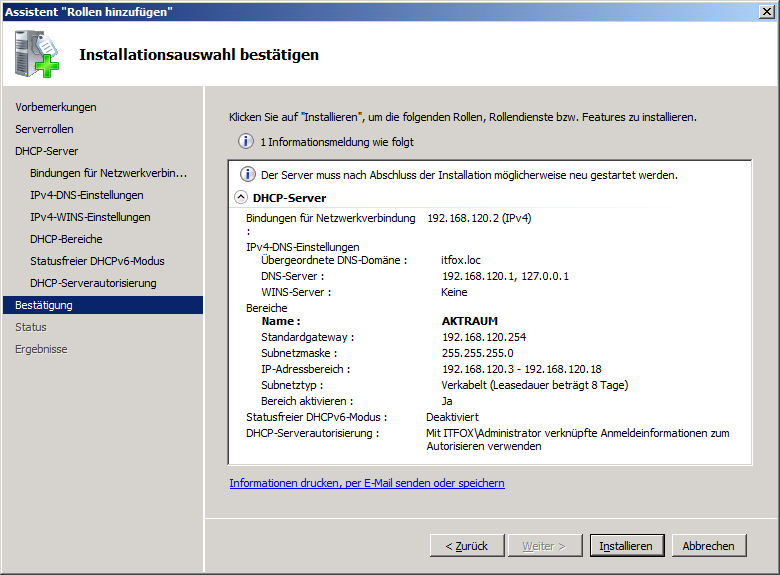 Assistent "Rollen hinzufügen"
Installationsauswahl bestätigen
Vorbemerkungen
Serverrollen
DHCP-Server
Bindungen für Netzwerkverbin...
IPv4-DNS-Einstellungen
IPv4-WINS-Einstellungen
DHCP-Bereiche
Statusfreier DHCPv6-Modus
DHCP-Serverautorisierung
Bestätigung
Status
Ergebnisse
Klicken Sie auf "Installieren", um die folgenden Rollen, Rollendienste bzw. Features zu installieren.
1 Informationsmeldung wie folgt
Der Server muss nach Abschluss der Installation möglicherweise neu gestartet werden.
DHCP-Server
Bindungen für Netzwerkverbindung 192.168.120.2 (IPv4)
:
IPv4-DNS-Einstellungen
Übergeordnete DNS-Domäne : itfox.loc
DNS-Server : 192.168.120.1, 127.0.0.1
WINS-Server : Keine
Bereiche
Name : AKTRAUM
Standardgateway : 192.168.120.254
Subnetzmaske : 255.255.255.0
IP-Adressbereich : 192.168.120.3 - 192.168.120.18
Subnetztyp : Verkabelt (Leasedauer beträgt 8 Tage)
Bereich aktivieren : Ja
Statusfreier DHCPv6-Modus : Deaktiviert
DHCP-Serverautorisierung : Mit ITFOX\Administrator verknüpfte Anmeldeinformationen zum
Autorisieren verwenden
Informationen drucken, per E-Mail senden oder speichern
< Zurück Weiter > Installieren Abbrechen